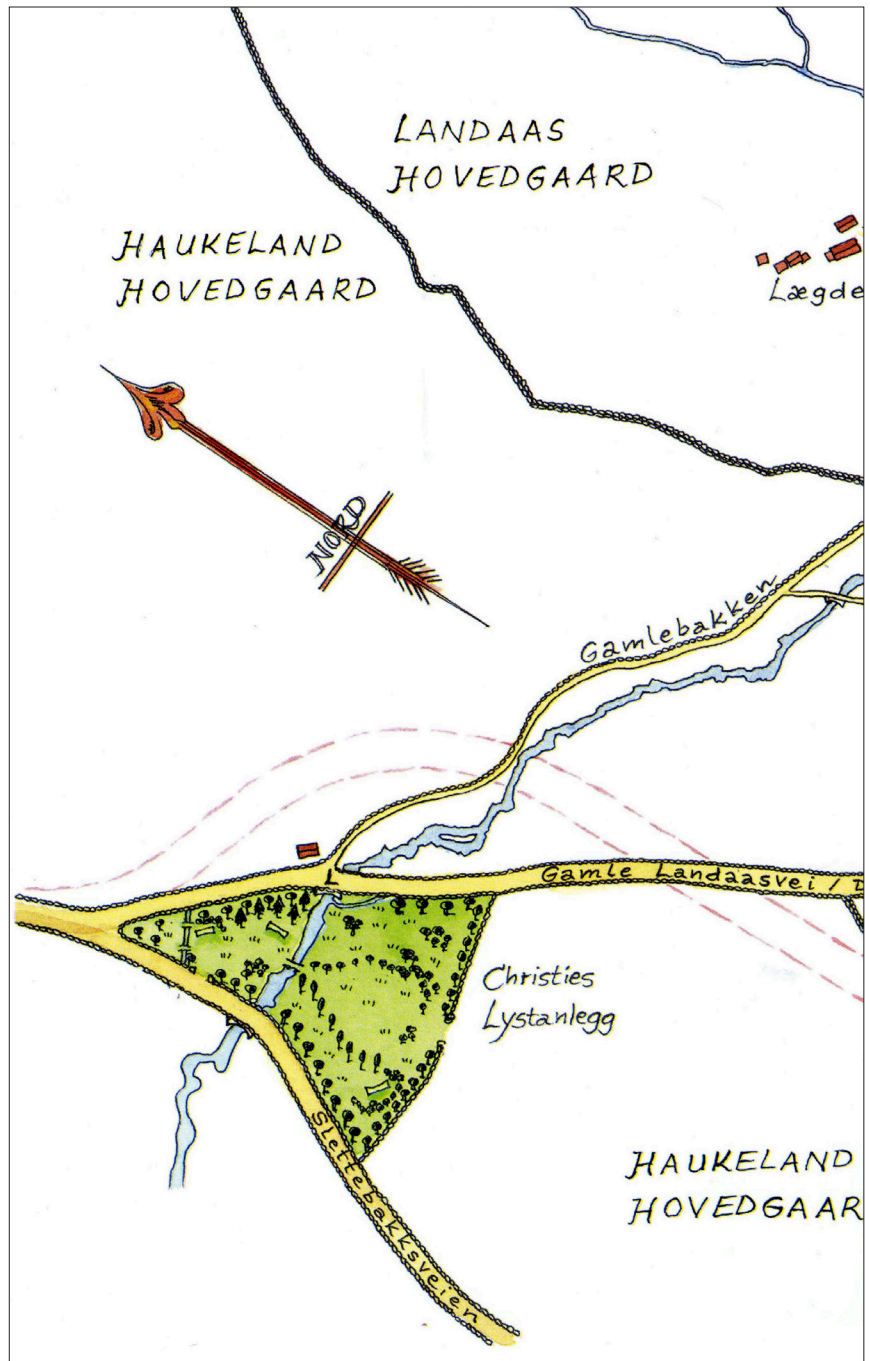 LANDAAS
HOVEDGAARD
HAUKELAND
HOVEDGAARD
Lægde
NORD
Gamlebakken
Gamle Landaasvei / D
Christies
Lystanlegg
HAUKELAND
HOVEDGAAR
Slettebakksveien